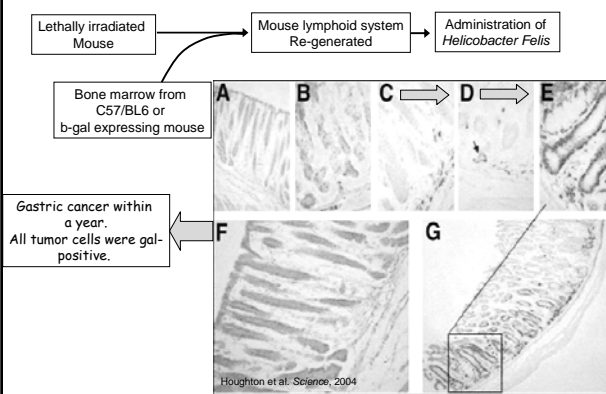 Lethally irradiated
Mouse
Mouse lymphoid system
Re-generated
Administration of
Helicobacter Felis
Bone marrow from
C57/BL6 or
b-gal expressing mouse
A
B
C
D
E
Gastric cancer within
a year.
All tumor cells were gal-
positive.
F
G
Houghton et al. Science, 2004